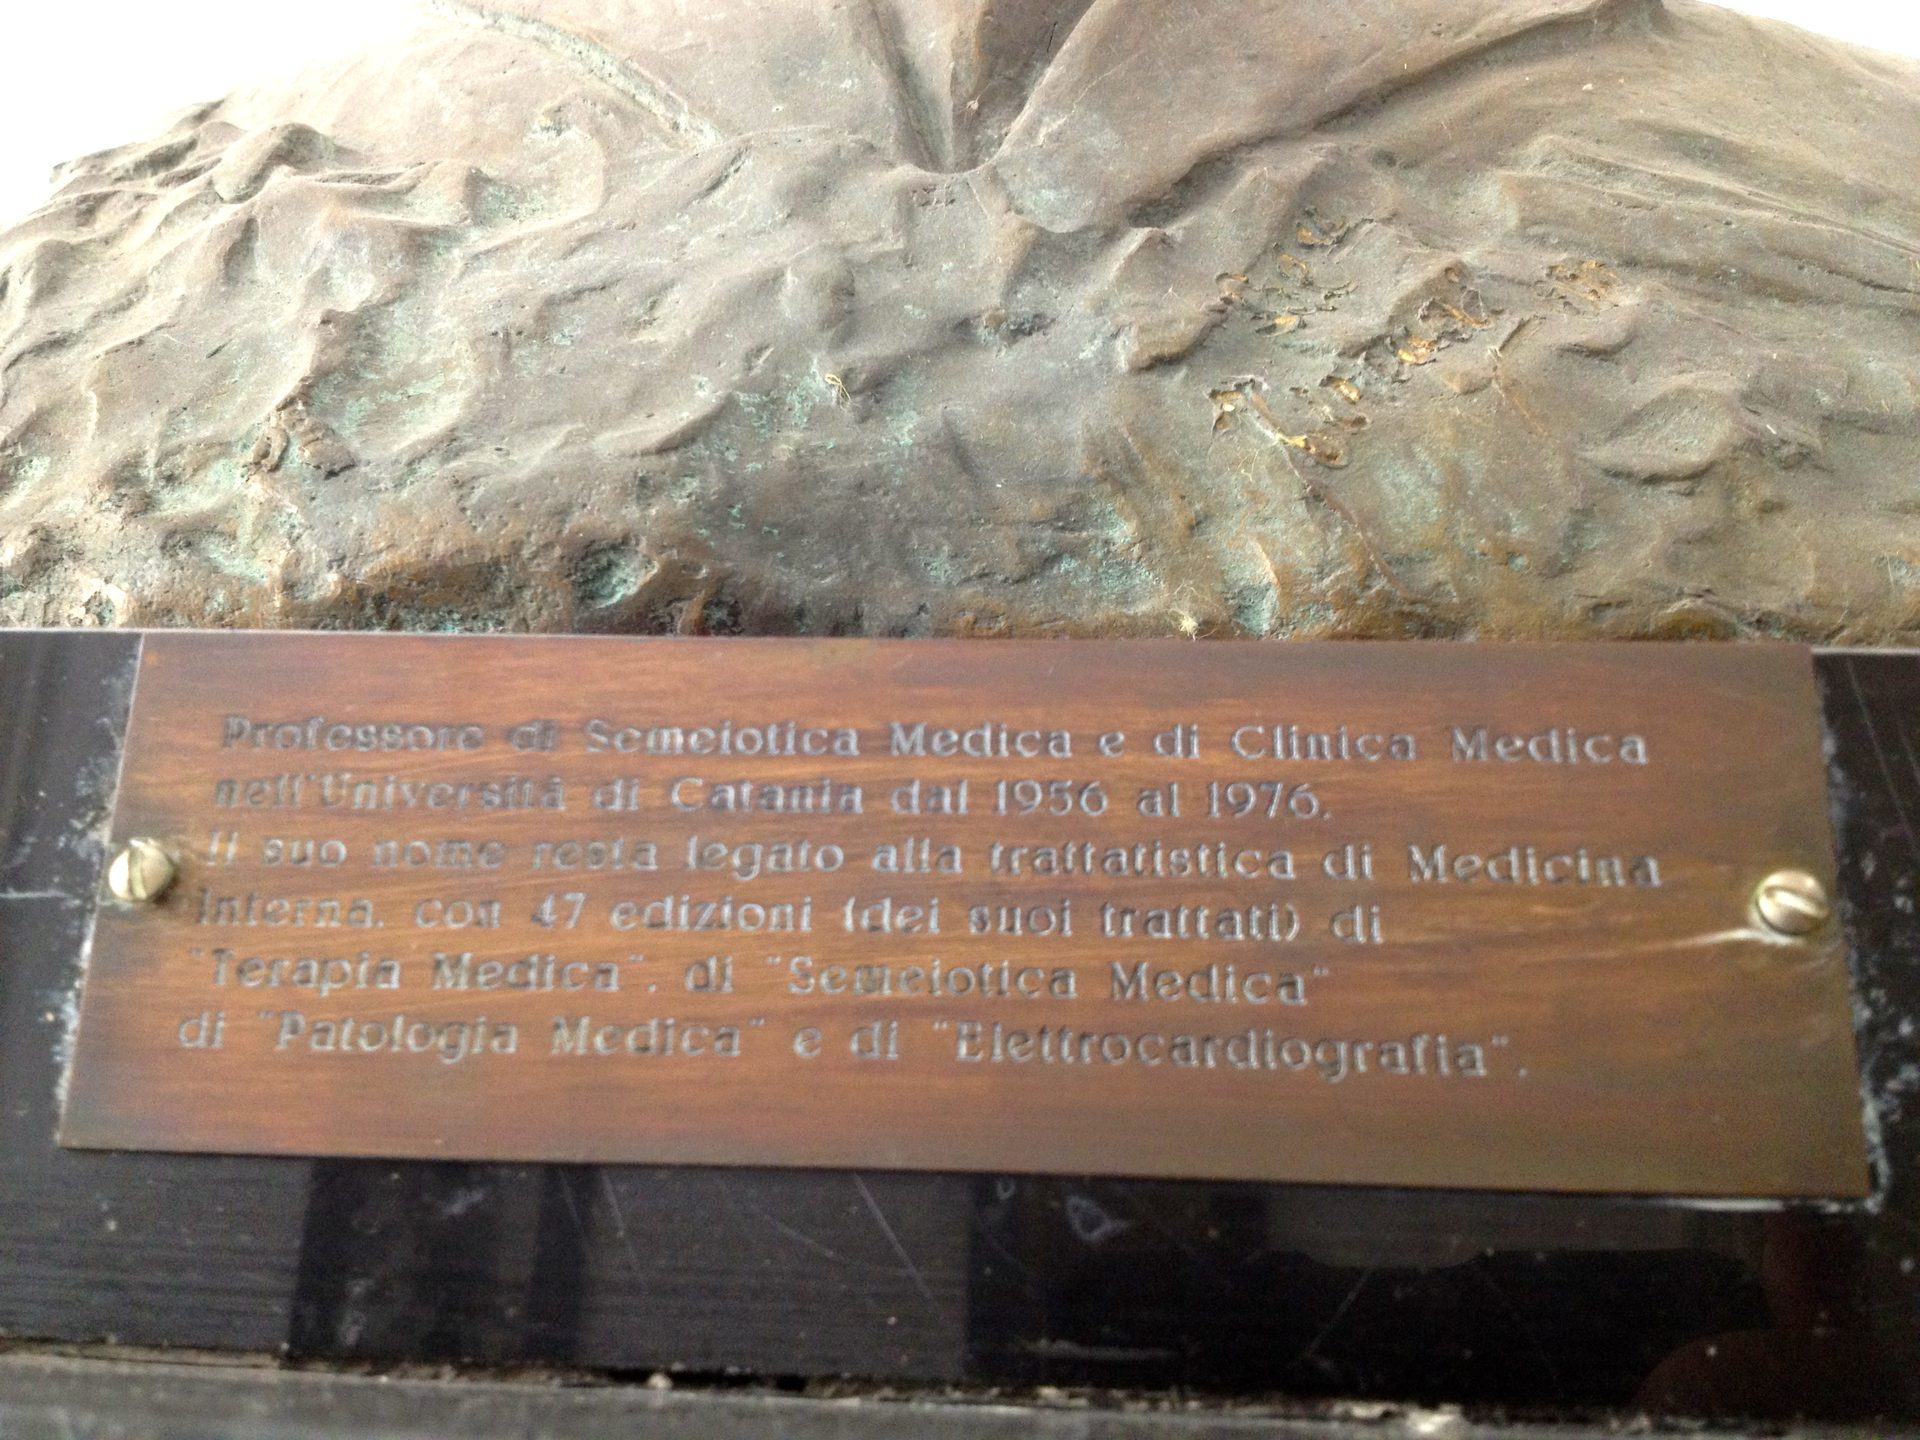 Professore di Semeiotica Medica e di Clinica Medica
nell'Università di Catania dal 1956 al 1976.
Il suo nome resta legato alla trattatistica di Medicina
Interna, con 47 edizioni (dei suoi trattati) di
"Terapia Medica", di "Semeiotica Medica"
di "Patologia Medica" e di "Elettrocardiografia".